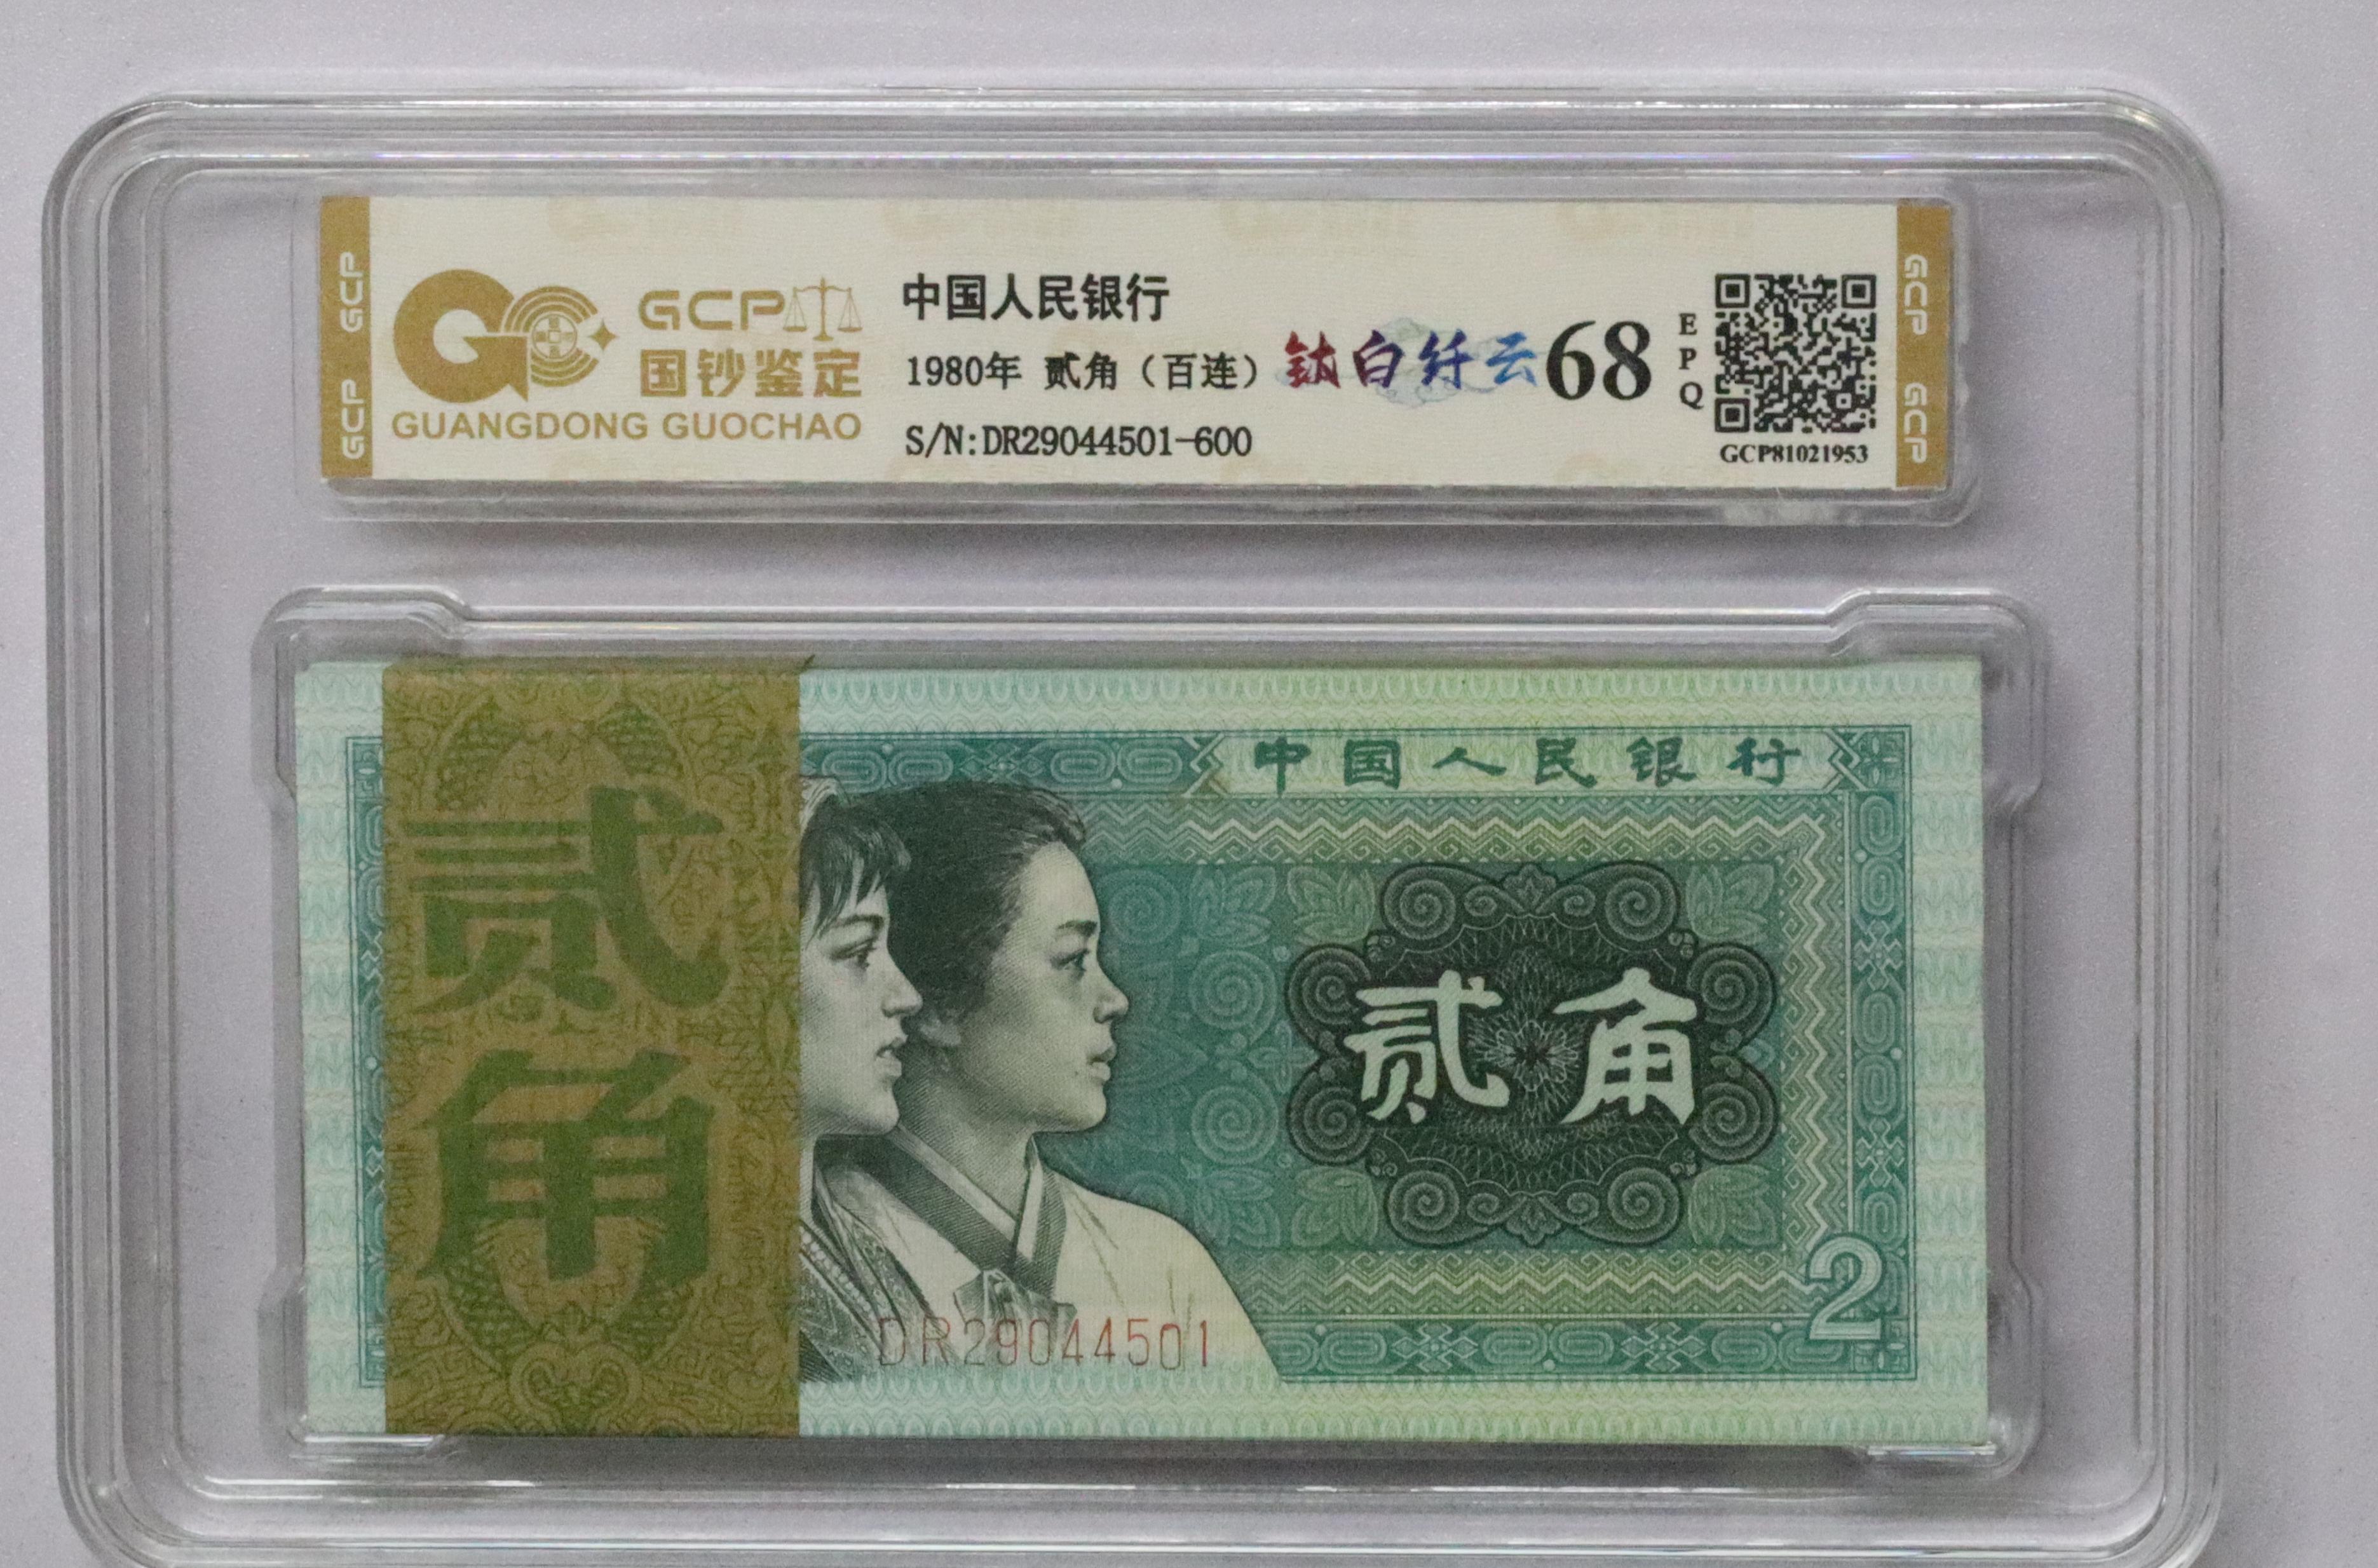 GCP
GCP
GCP
国钞鉴定
GUANGDONG GUOCHAO
中国人民银行
1980年 贰角（百连） 钛白纤云 68
EPQ
S/N:DR29044501-600
GCP81021953
GCP
GCP
贰角
中国人民银行
贰角
DR29044501
2